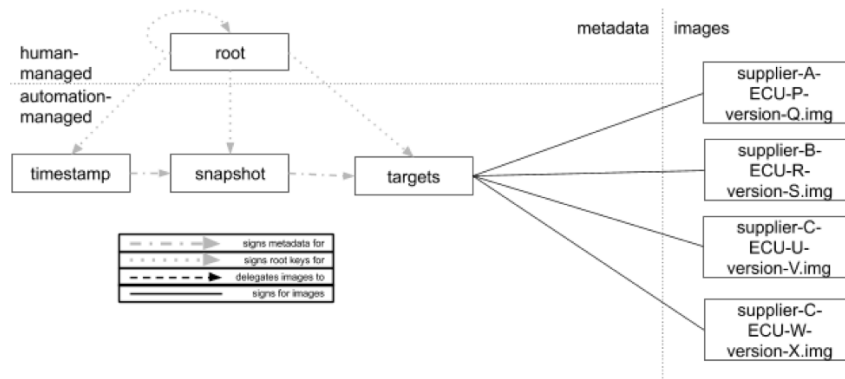 metadata
images
human-
managed
root
automation-
managed
supplier-A-
ECU-P-
version-Q.img
timestamp
snapshot
targets
supplier-B-
ECU-R-
version-S.img
supplier-C-
ECU-U-
version-V.img
supplier-C-
ECU-W-
version-X.img
signs metadata for
signs root keys for
delegates images to
signs for images